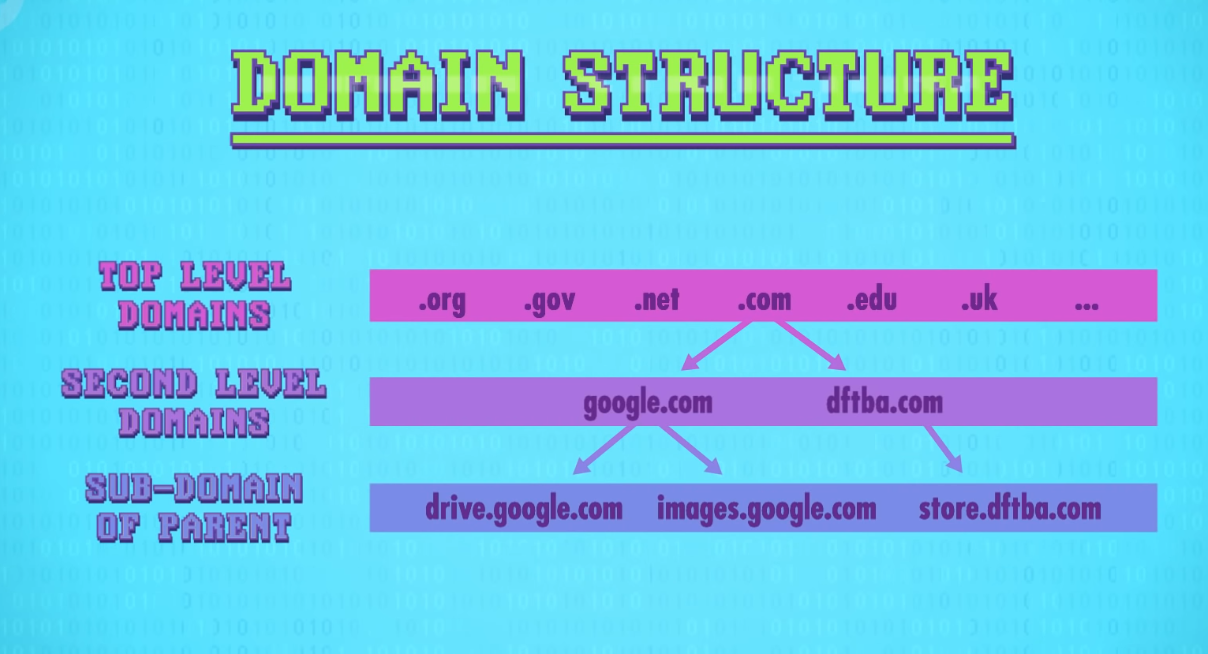 DOMAIN STRUCTURE
TOP LEVEL
DOMAINS
.org .gov .net .com .edu .uk ...
SECOND LEVEL
DOMAINS
google.com dftba.com
SUB-DOMAIN
OF PARENT
drive.google.com images.google.com store.dftba.com